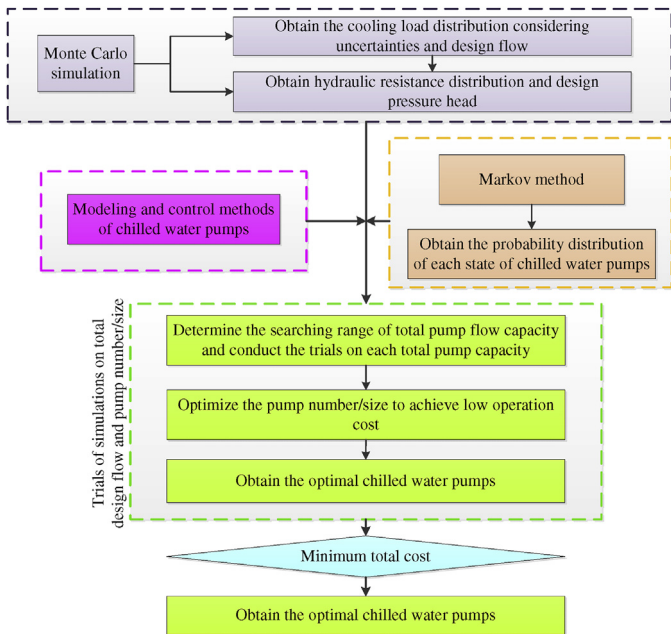 Obtain the cooling load distribution considering
uncertainties and design flow
Monte Carlo
simulation
Obtain hydraulic resistance distribution and design
pressure head
Modeling and control methods
of chilled water pumps
Markov method
Obtain the probability distribution
of each state of chilled water pumps
Trials of simulations on total
design flow and pump number/size
Determine the searching range of total pump flow capacity
and conduct the trials on each total pump capacity
Optimize the pump number/size to achieve low operation
cost
Obtain the optimal chilled water pumps
Minimum total cost
Obtain the optimal chilled water pumps